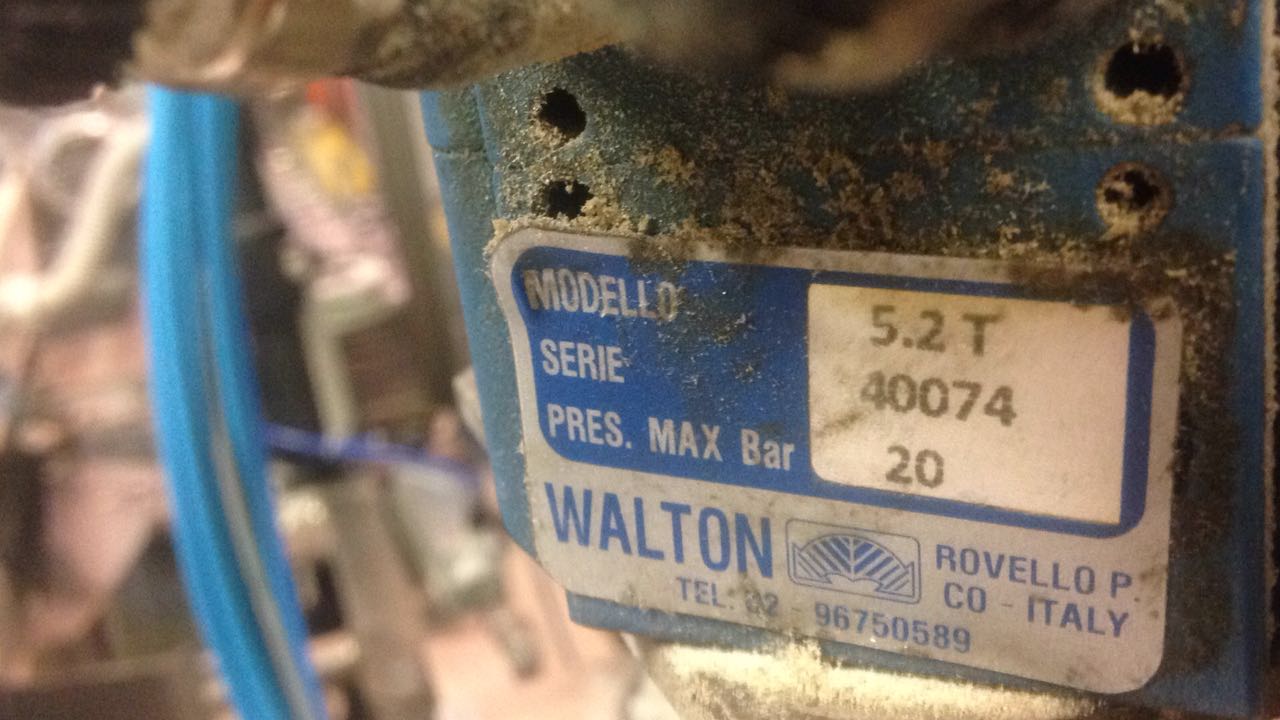 MODELLO 5.2 T
SERIE 40074
PRES. MAX Bar 20
WALTON
ROVELLO P.
CO - ITALY
TEL: 02 - 96750589